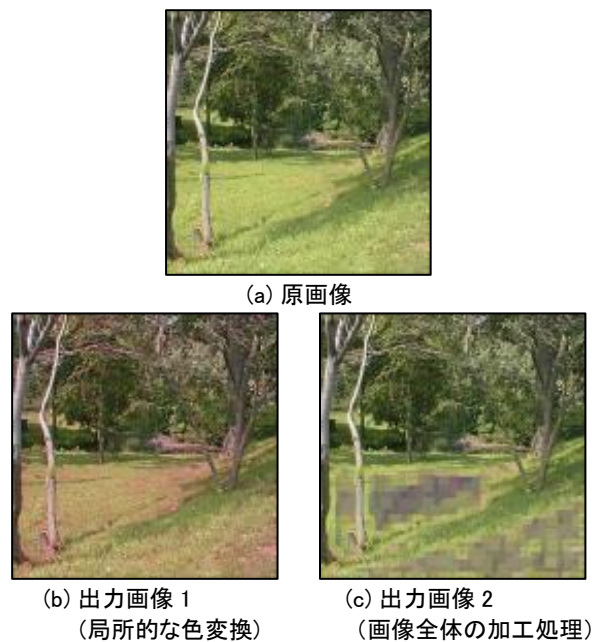 (a) 原画像
(b) 出力画像 1
(局所的な色変換)
(c) 出力画像 2
(画像全体の加工処理)